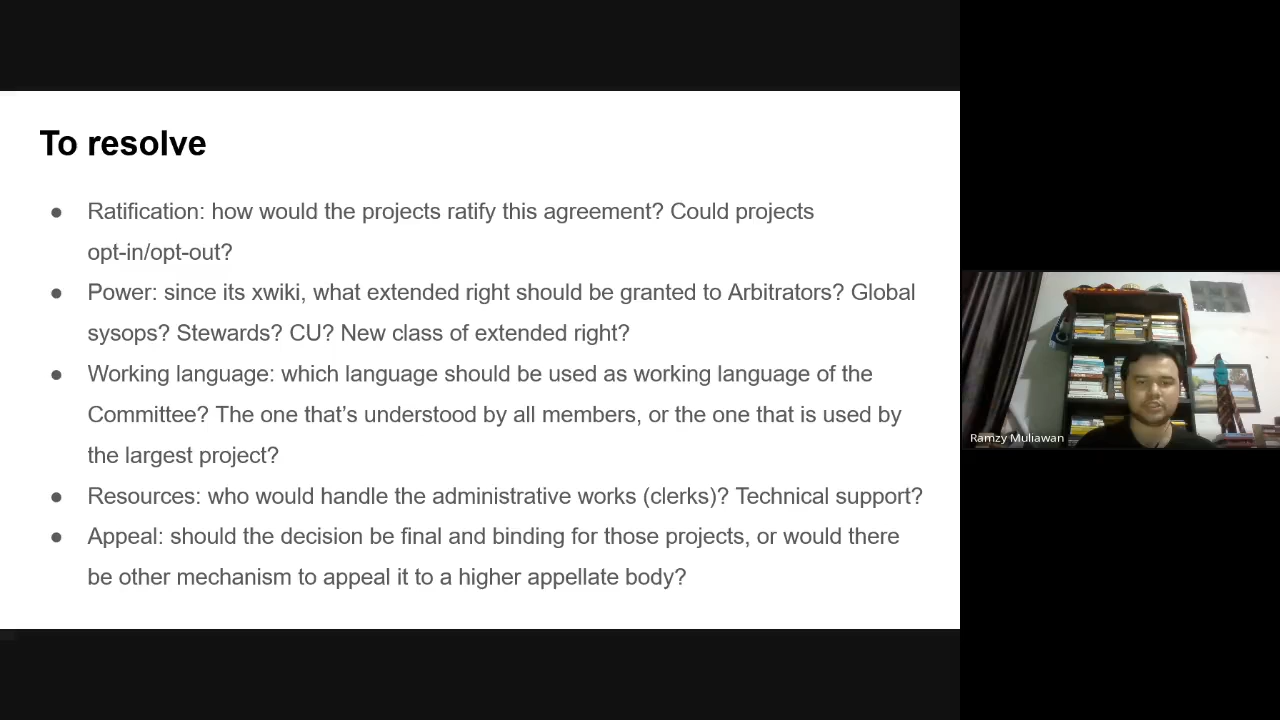 To resolve
● Ratification: how would the projects ratify this agreement? Could projects
opt-in/opt-out?
● Power: since its xwiki, what extended right should be granted to Arbitrators? Global
sysops? Stewards? CU? New class of extended right?
● Working language: which language should be used as working language of the
Committee? The one that’s understood by all members, or the one that is used by
the largest project?
● Resources: who would handle the administrative works (clerks)? Technical support?
● Appeal: should the decision be final and binding for those projects, or would there
be other mechanism to appeal it to a higher appellate body?
Ramzy Muliawan